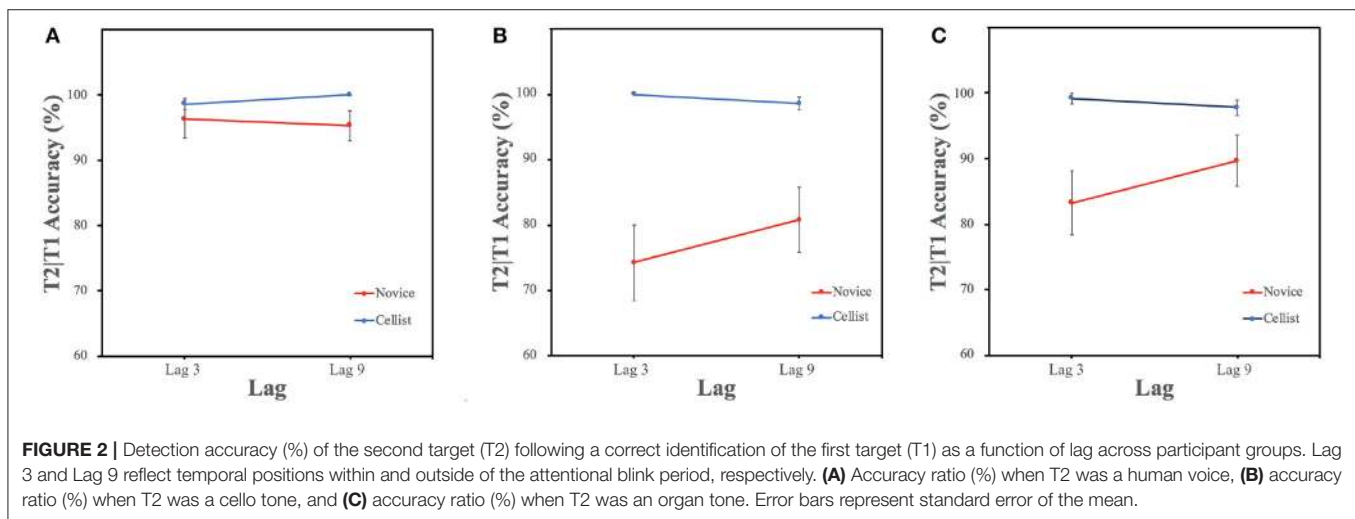 A
T2|T1 Accuracy (%)
100
90
80
70
60
Novice
Cellist
Lag 3
Lag 9
Lag
B
T2|T1 Accuracy (%)
100
90
80
70
60
Novice
Cellist
Lag 3
Lag 9
Lag
C
T2|T1 Accuracy (%)
100
90
80
70
60
Novice
Cellist
Lag 3
Lag 9
Lag
FIGURE 2 | Detection accuracy (%) of the second target (T2) following a correct identification of the first target (T1) as a function of lag across participant groups. Lag
3 and Lag 9 reflect temporal positions within and outside of the attentional blink period, respectively. (A) Accuracy ratio (%) when T2 was a human voice, (B) accuracy
ratio (%) when T2 was a cello tone, and (C) accuracy ratio (%) when T2 was an organ tone. Error bars represent standard error of the mean.